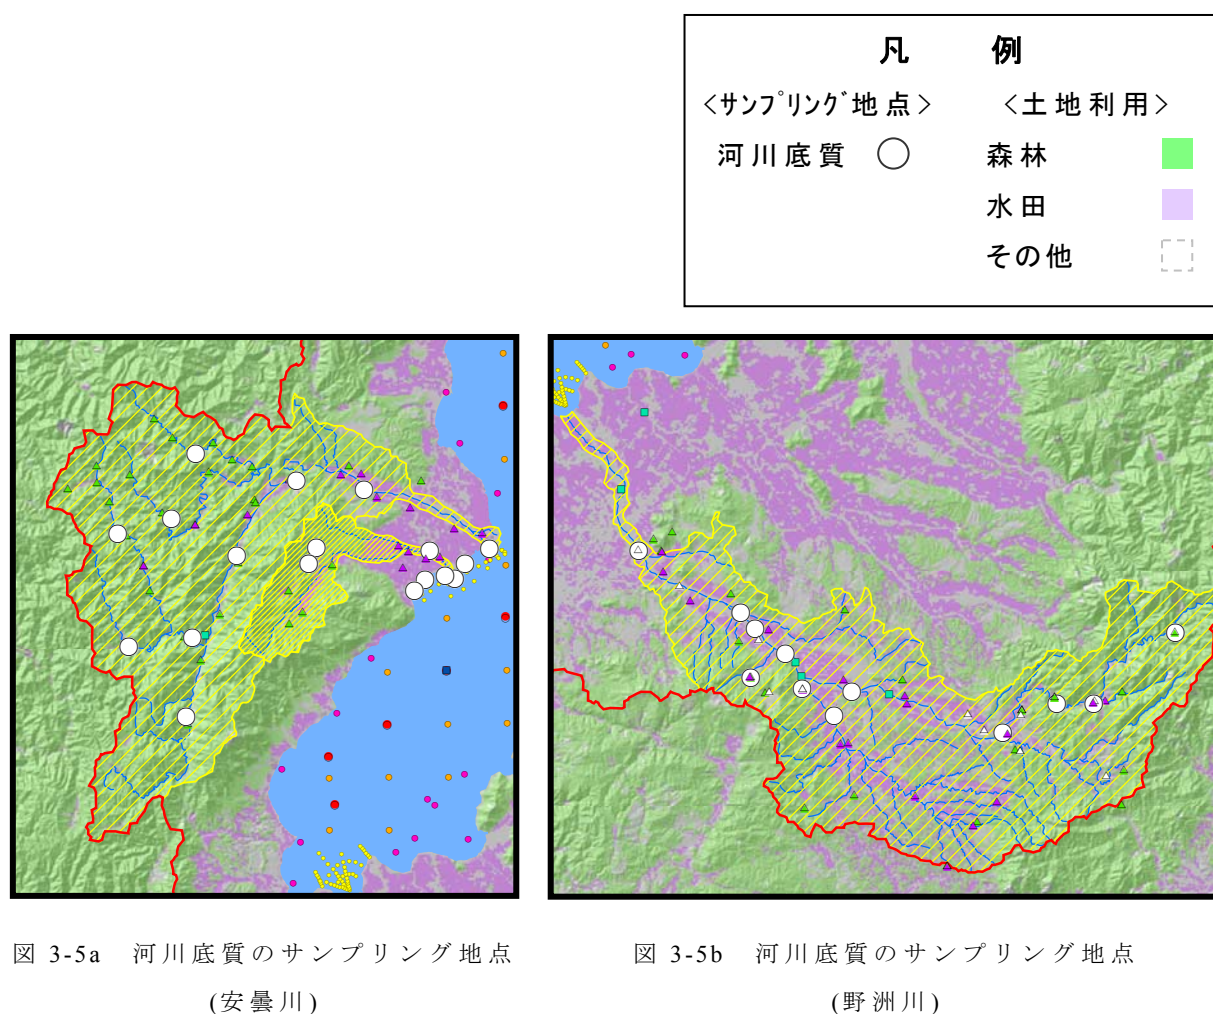 凡 例
<サンプリング地点> <土地利用>
河川底質 森林
水田
その他
図 3-5a 河川底質のサンプリング地点
(安曇川)
図 3-5b 河川底質のサンプリング地点
(野洲川)